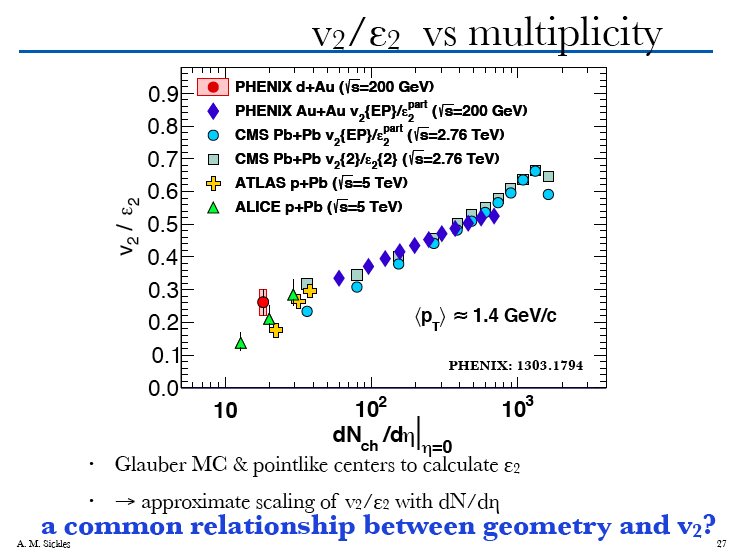 v₂/ε₂ vs multiplicity
PHENIX d+Au (√s=200 GeV)
PHENIX Au+Au v₂{EP}/ε₂ᵖᵃʳᵗ (√s=200 GeV)
CMS Pb+Pb v₂{EP}/ε₂ᵖᵃʳᵗ (√s=2.76 TeV)
CMS Pb+Pb v₂{2}/ε₂{2} (√s=2.76 TeV)
ATLAS p+Pb (√s=5 TeV)
ALICE p+Pb (√s=5 TeV)
v₂ / ε₂
0.9
0.8
0.7
0.6
0.5
0.4
0.3
0.2
0.1
0.0
⟨p_T⟩ ≈ 1.4 GeV/c
PHENIX: 1303.1794
10 10² 10³
dN_ch /dη|_η=0
• Glauber MC & pointlike centers to calculate ε₂
• → approximate scaling of v₂/ε₂ with dN/dη
a common relationship between geometry and v₂?
A. M. Sickles 27